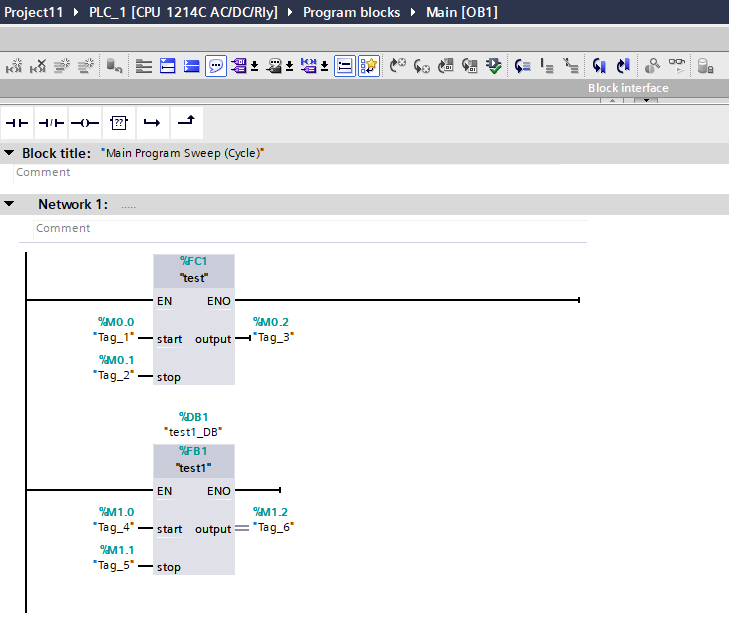 Project11 ▸ PLC_1 [CPU 1214C AC/DC/Rly] ▸ Program blocks ▸ Main [OB1]
Block interface
??
Block title: "Main Program Sweep (Cycle)"
Comment
Network 1: .....
Comment
%FC1
"test"
EN ENO
%M0.0 %M0.2
"Tag_1" start output "Tag_3"
%M0.1
"Tag_2" stop
%DB1
"test1_DB"
%FB1
"test1"
EN ENO
%M1.0 %M1.2
"Tag_4" start output "Tag_6"
%M1.1
"Tag_5" stop